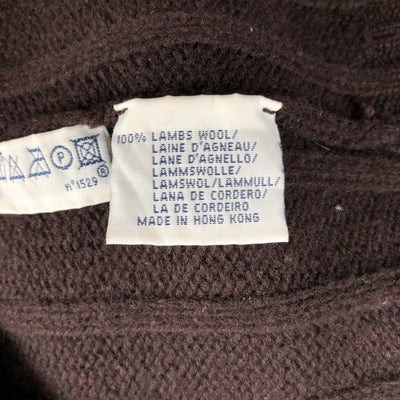 100% LAMBS WOOL/
LAINE D'AGNEAU/
LANE D'AGNELLO/
LAMMSWOLLE/
LAMSWOL/LAMMULL/
LANA DE CORDERO/
LA DE CORDEIRO
MADE IN HONG KONG
P
N°1529
®